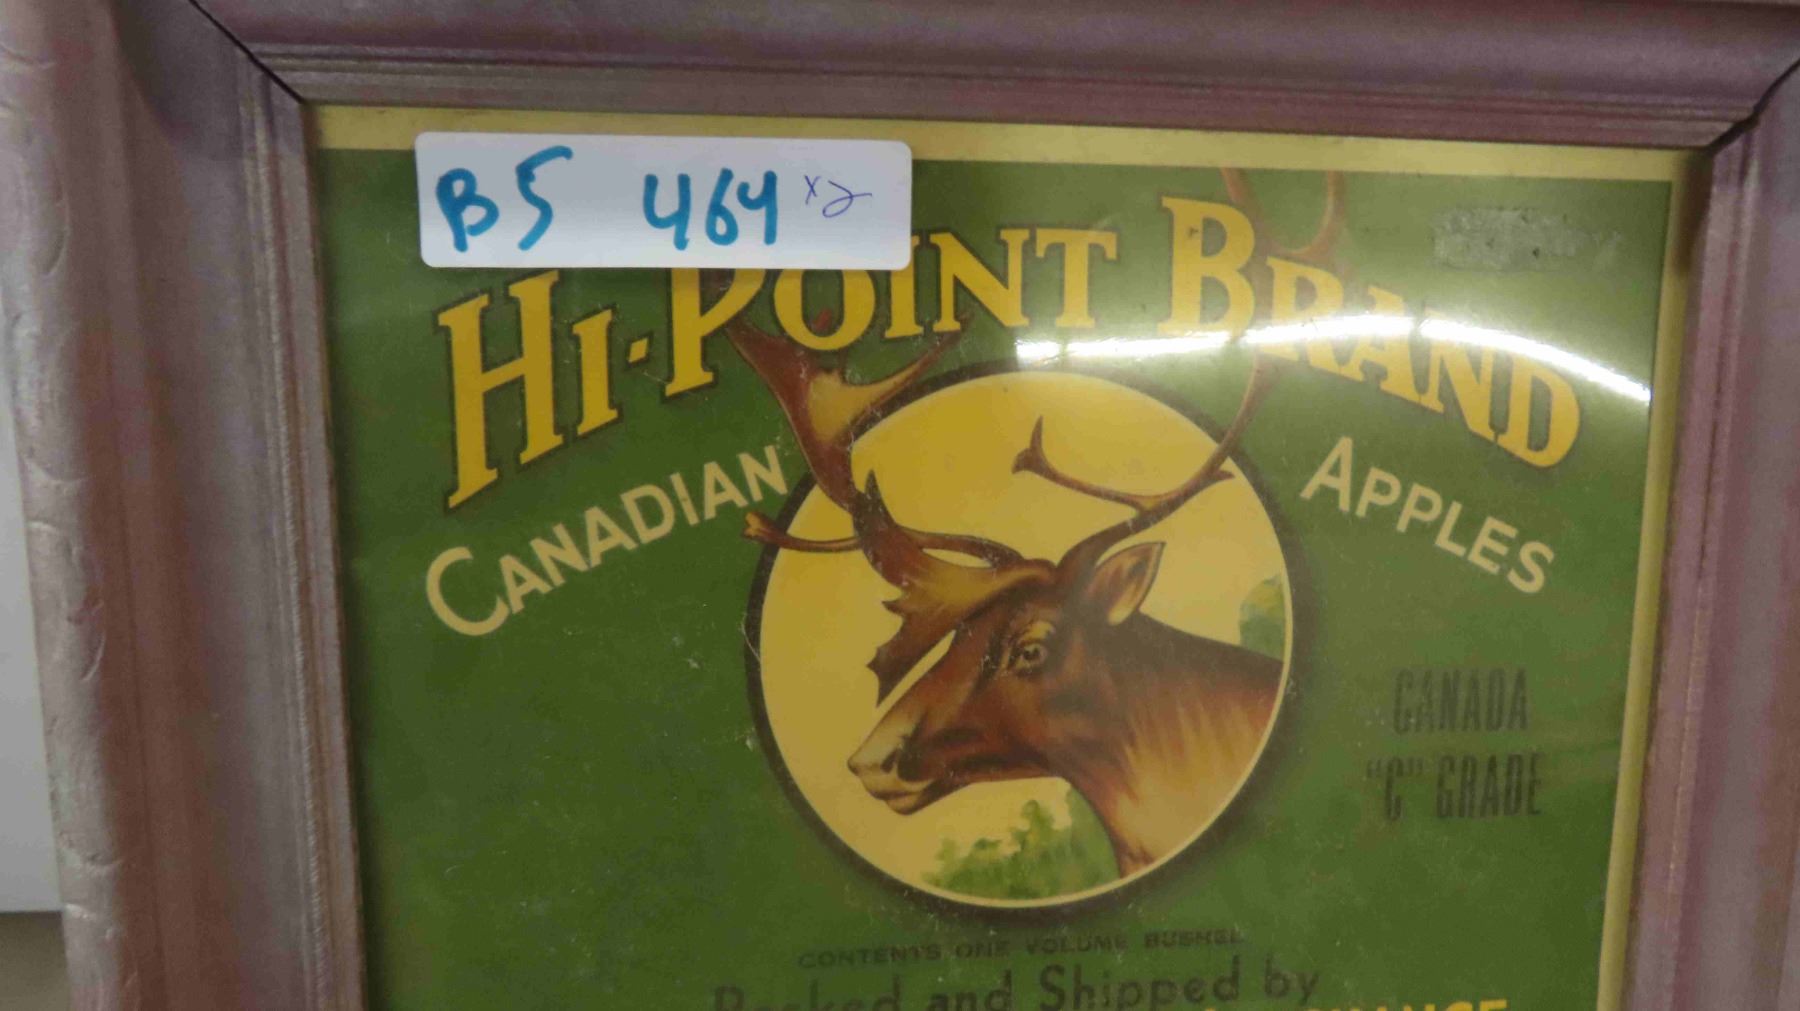 B5 464 x2
HI-POINT BRAND
CANADIAN APPLES
CANADA
"C" GRADE
CONTENTS ONE VOLUME BUSHEL
Packed and Shipped by